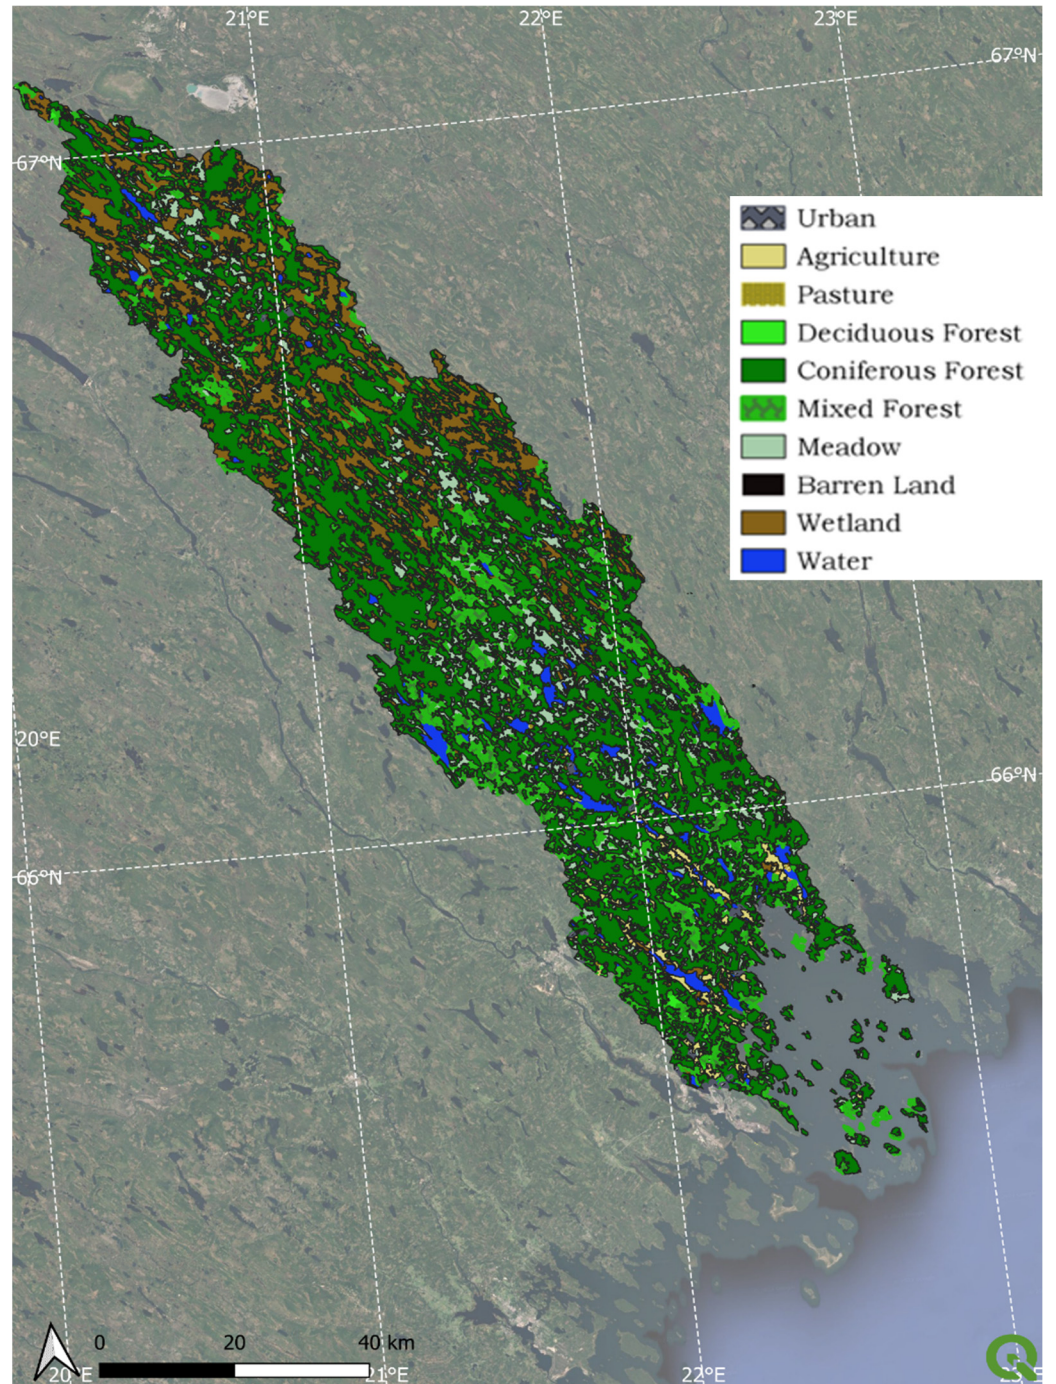 21°E 22°E 23°E
67°N
67°N
Urban
Agriculture
Pasture
Deciduous Forest
Coniferous Forest
Mixed Forest
Meadow
Barren Land
Wetland
Water
20°E
66°N
66°N
0 20 40 km
20°E 21°E 22°E 23°E